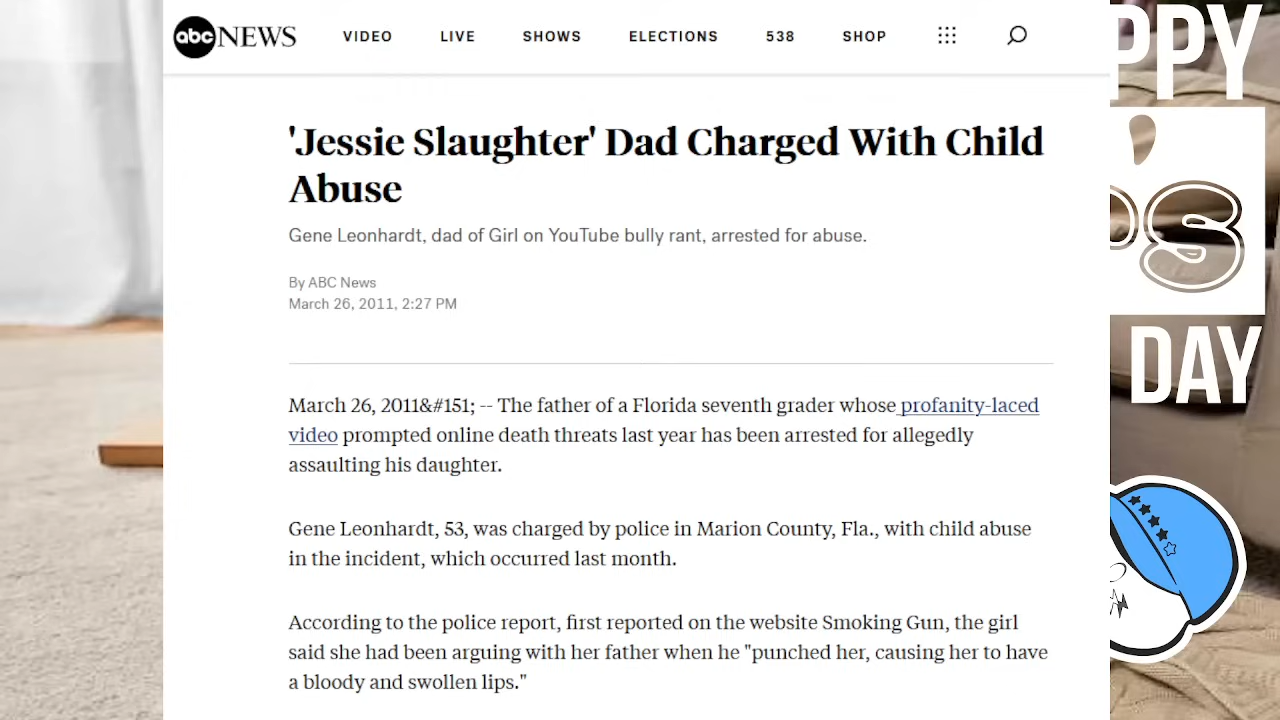 abc NEWS VIDEO LIVE SHOWS ELECTIONS 538 SHOP
'Jessie Slaughter' Dad Charged With Child
Abuse
Gene Leonhardt, dad of Girl on YouTube bully rant, arrested for abuse.
By ABC News
March 26, 2011, 2:27 PM
March 26, 2011&#151; -- The father of a Florida seventh grader whose profanity-laced
video prompted online death threats last year has been arrested for allegedly
assaulting his daughter.
Gene Leonhardt, 53, was charged by police in Marion County, Fla., with child abuse
in the incident, which occurred last month.
According to the police report, first reported on the website Smoking Gun, the girl
said she had been arguing with her father when he "punched her, causing her to have
a bloody and swollen lips."
PPY
'
DAY